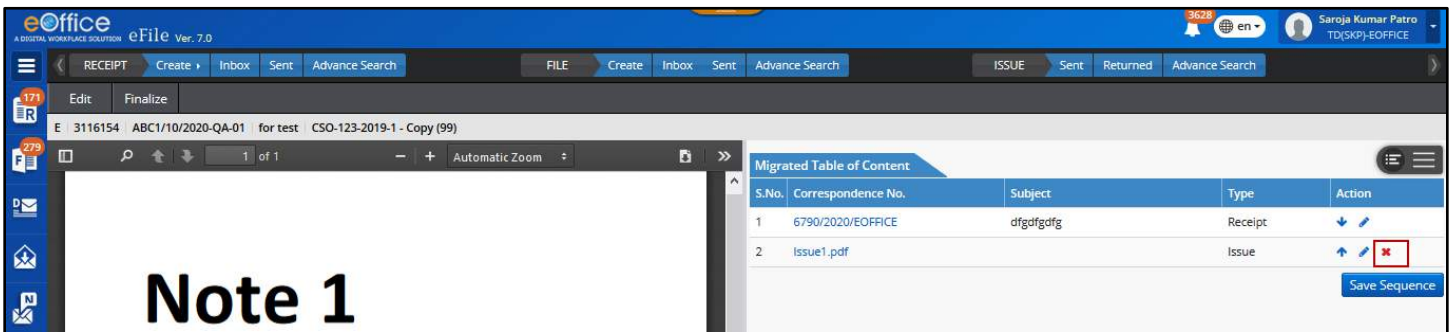 eOffice
A DIGITAL WORKPLACE SOLUTION eFile Ver. 7.0
3628 en Saroja Kumar Patro
TD(SKP)-EOFFICE
RECEIPT Create Inbox Sent Advance Search FILE Create Inbox Sent Advance Search ISSUE Sent Returned Advance Search
171 R Edit Finalize
E 3116154 ABC1/10/2020-QA-01 for test CSO-123-2019-1 - Copy (99)
279 F 1 of 1 Automatic Zoom
Migrated Table of Content
S.No. Correspondence No. Subject Type Action
1 6790/2020/EOFFICE dfgdfgdfg Receipt
D
2 Issue1.pdf Issue
Save Sequence
N
Note 1